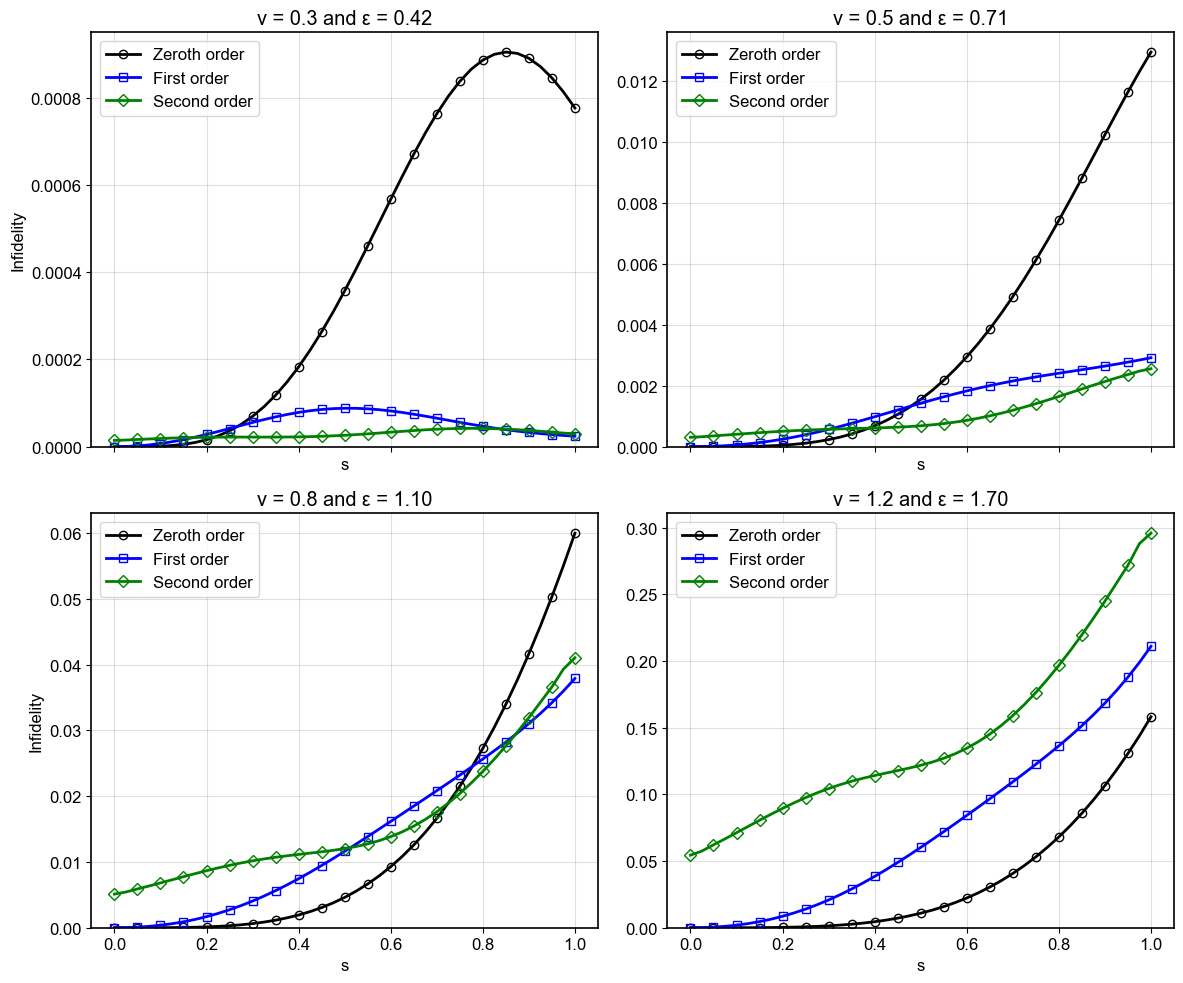 v = 0.3 and ε = 0.42
Zeroth order
First order
Second order
0.0008
0.0006
0.0004
0.0002
0.0000
Infidelity
s
v = 0.5 and ε = 0.71
Zeroth order
First order
Second order
0.012
0.010
0.008
0.006
0.004
0.002
0.000
s
v = 0.8 and ε = 1.10
Zeroth order
First order
Second order
0.06
0.05
0.04
0.03
0.02
0.01
0.00
Infidelity
0.0 0.2 0.4 0.6 0.8 1.0
s
v = 1.2 and ε = 1.70
Zeroth order
First order
Second order
0.30
0.25
0.20
0.15
0.10
0.05
0.00
0.0 0.2 0.4 0.6 0.8 1.0
s